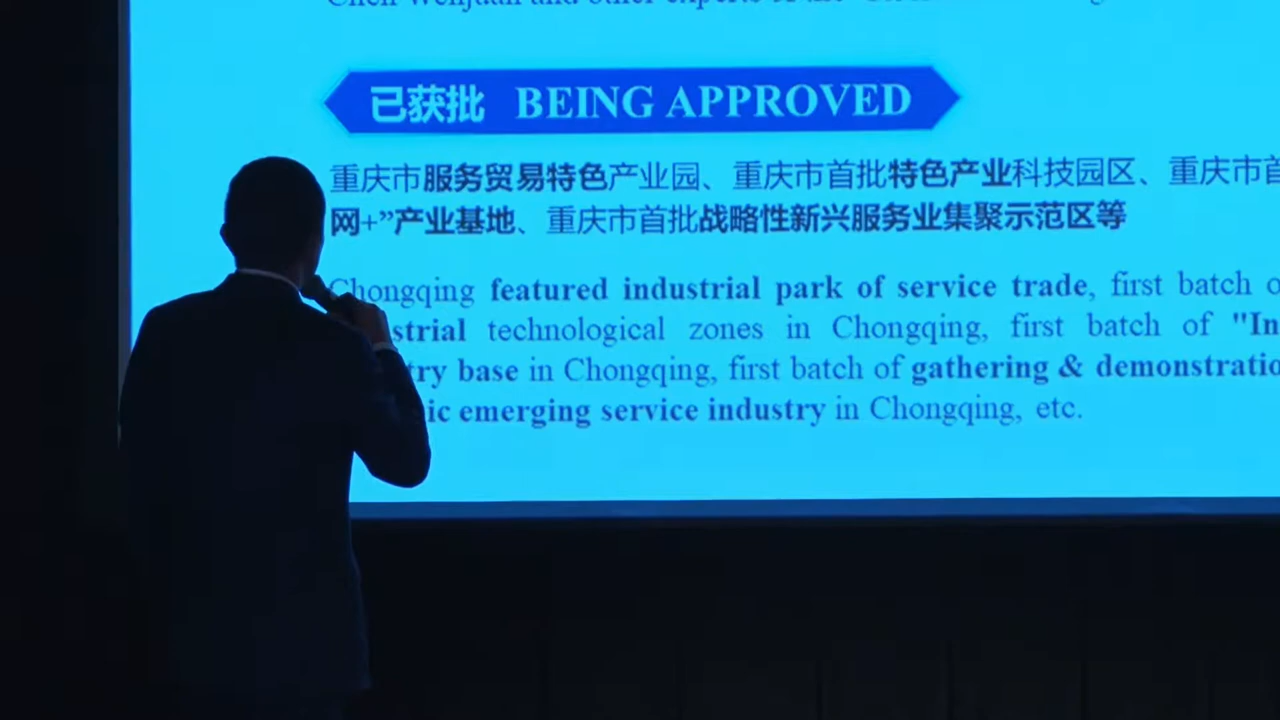 已获批 BEING APPROVED
重庆市服务贸易特色产业园、重庆市首批特色产业科技园区、重庆市首
网+”产业基地、重庆市首批战略性新兴服务业集聚示范区等
Chongqing featured industrial park of service trade, first batch
strial technological zones in Chongqing, first batch of "In
try base in Chongqing, first batch of gathering & demonstratio
ic emerging service industry in Chongqing, etc.